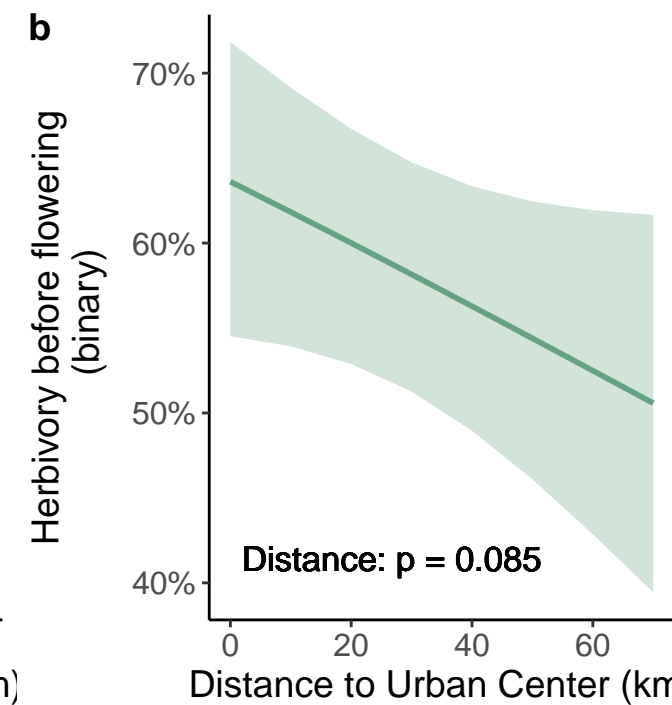 b
70%
60%
50%
40%
Herbivory before flowering
(binary)
Distance: p = 0.085
0 20 40 60
n)
Distance to Urban Center (km